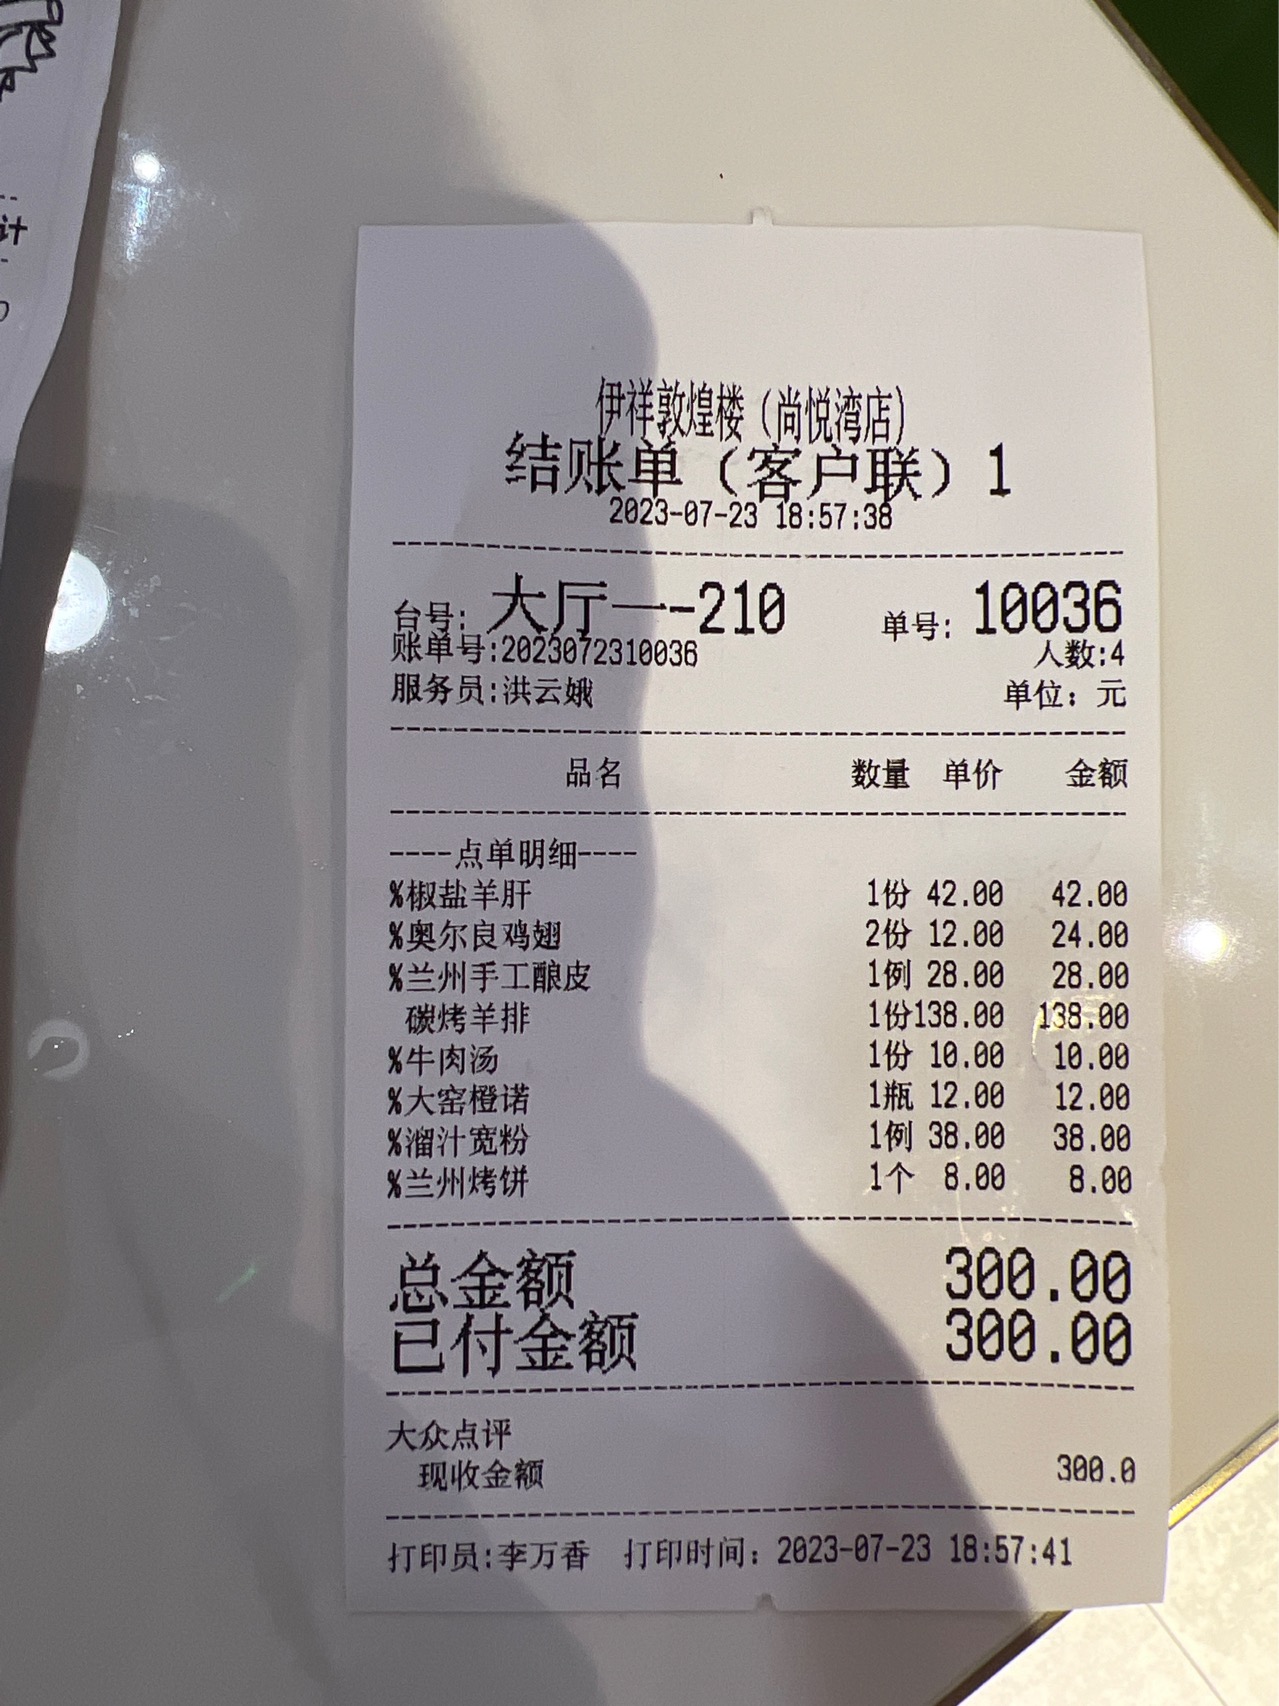 计
伊祥敦煌楼（尚悦湾店）
结账单（客户联）1
2023-07-23 18:57:38
台号: 大厅一-210 单号: 10036
账单号:2023072310036 人数:4
服务员:洪云娥 单位：元
品名 数量 单价 金额
----点单明细----
%椒盐羊肝 1份 42.00 42.00
%奥尔良鸡翅 2份 12.00 24.00
%兰州手工酿皮 1例 28.00 28.00
碳烤羊排 1份138.00 138.00
%牛肉汤 1份 10.00 10.00
%大窑橙诺 1瓶 12.00 12.00
%溜汁宽粉 1例 38.00 38.00
%兰州烤饼 1个 8.00 8.00
总金额 300.00
已付金额 300.00
大众点评
现收金额 300.0
打印员:李万香 打印时间：2023-07-23 18:57:41